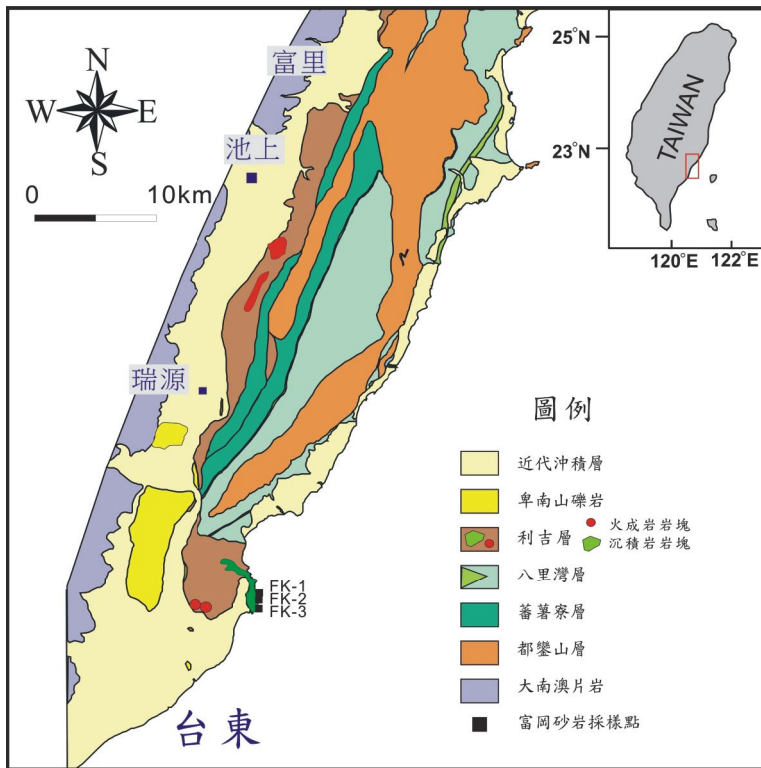 富里
N
W
E
S
池上
0
10km
瑞源
25°N
23°N
TAIWAN
120°E
122°E
圖例
近代沖積層
卑南山礫岩
利吉層
火成岩岩塊
沉積岩岩塊
八里灣層
蕃薯寮層
都鑾山層
大南澳片岩
富岡砂岩採樣點
FK-1
FK-2
FK-3
台東